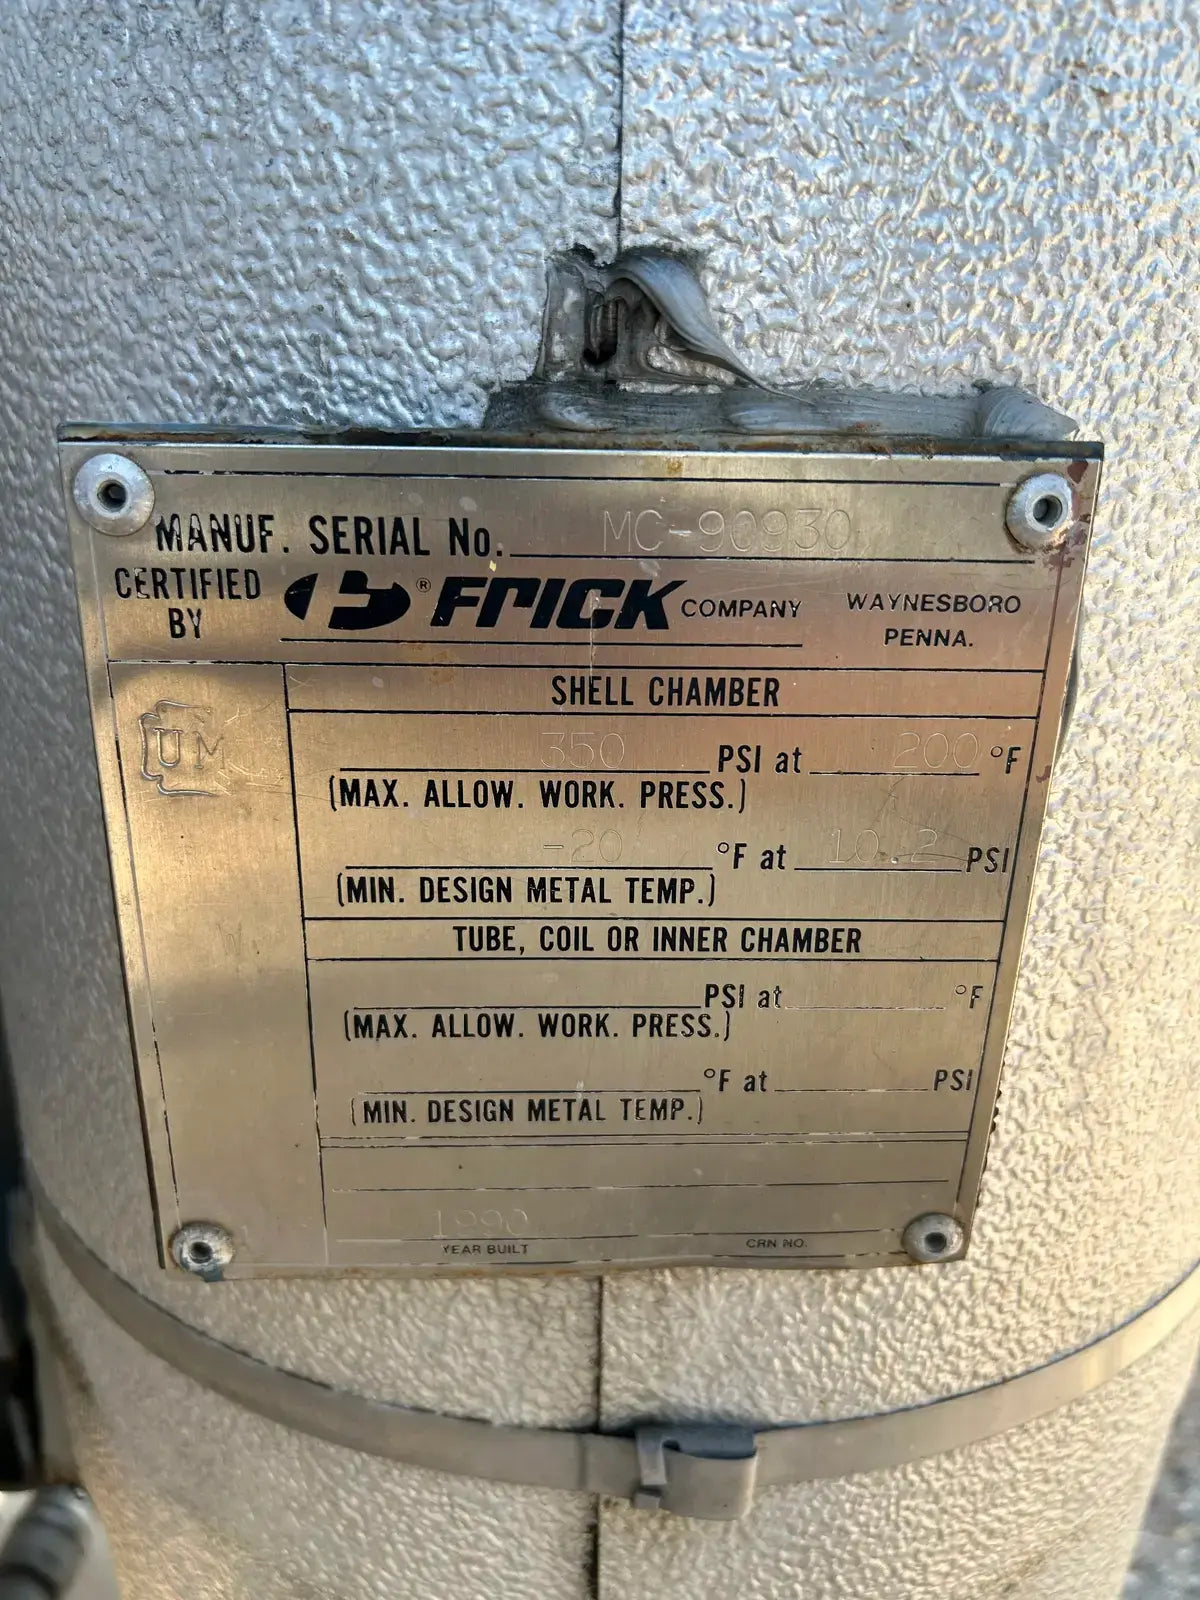 MANUF. SERIAL No. MC-90930
CERTIFIED BY FRICK® COMPANY WAYNESBORO PENNA.
SHELL CHAMBER
UM
350 PSI at 200 °F
(MAX. ALLOW. WORK. PRESS.)
-20 °F at 10.2 PSI
(MIN. DESIGN METAL TEMP.)
W
TUBE, COIL OR INNER CHAMBER
PSI at °F
(MAX. ALLOW. WORK. PRESS.)
°F at PSI
(MIN. DESIGN METAL TEMP.)
1990
YEAR BUILT CRN NO.